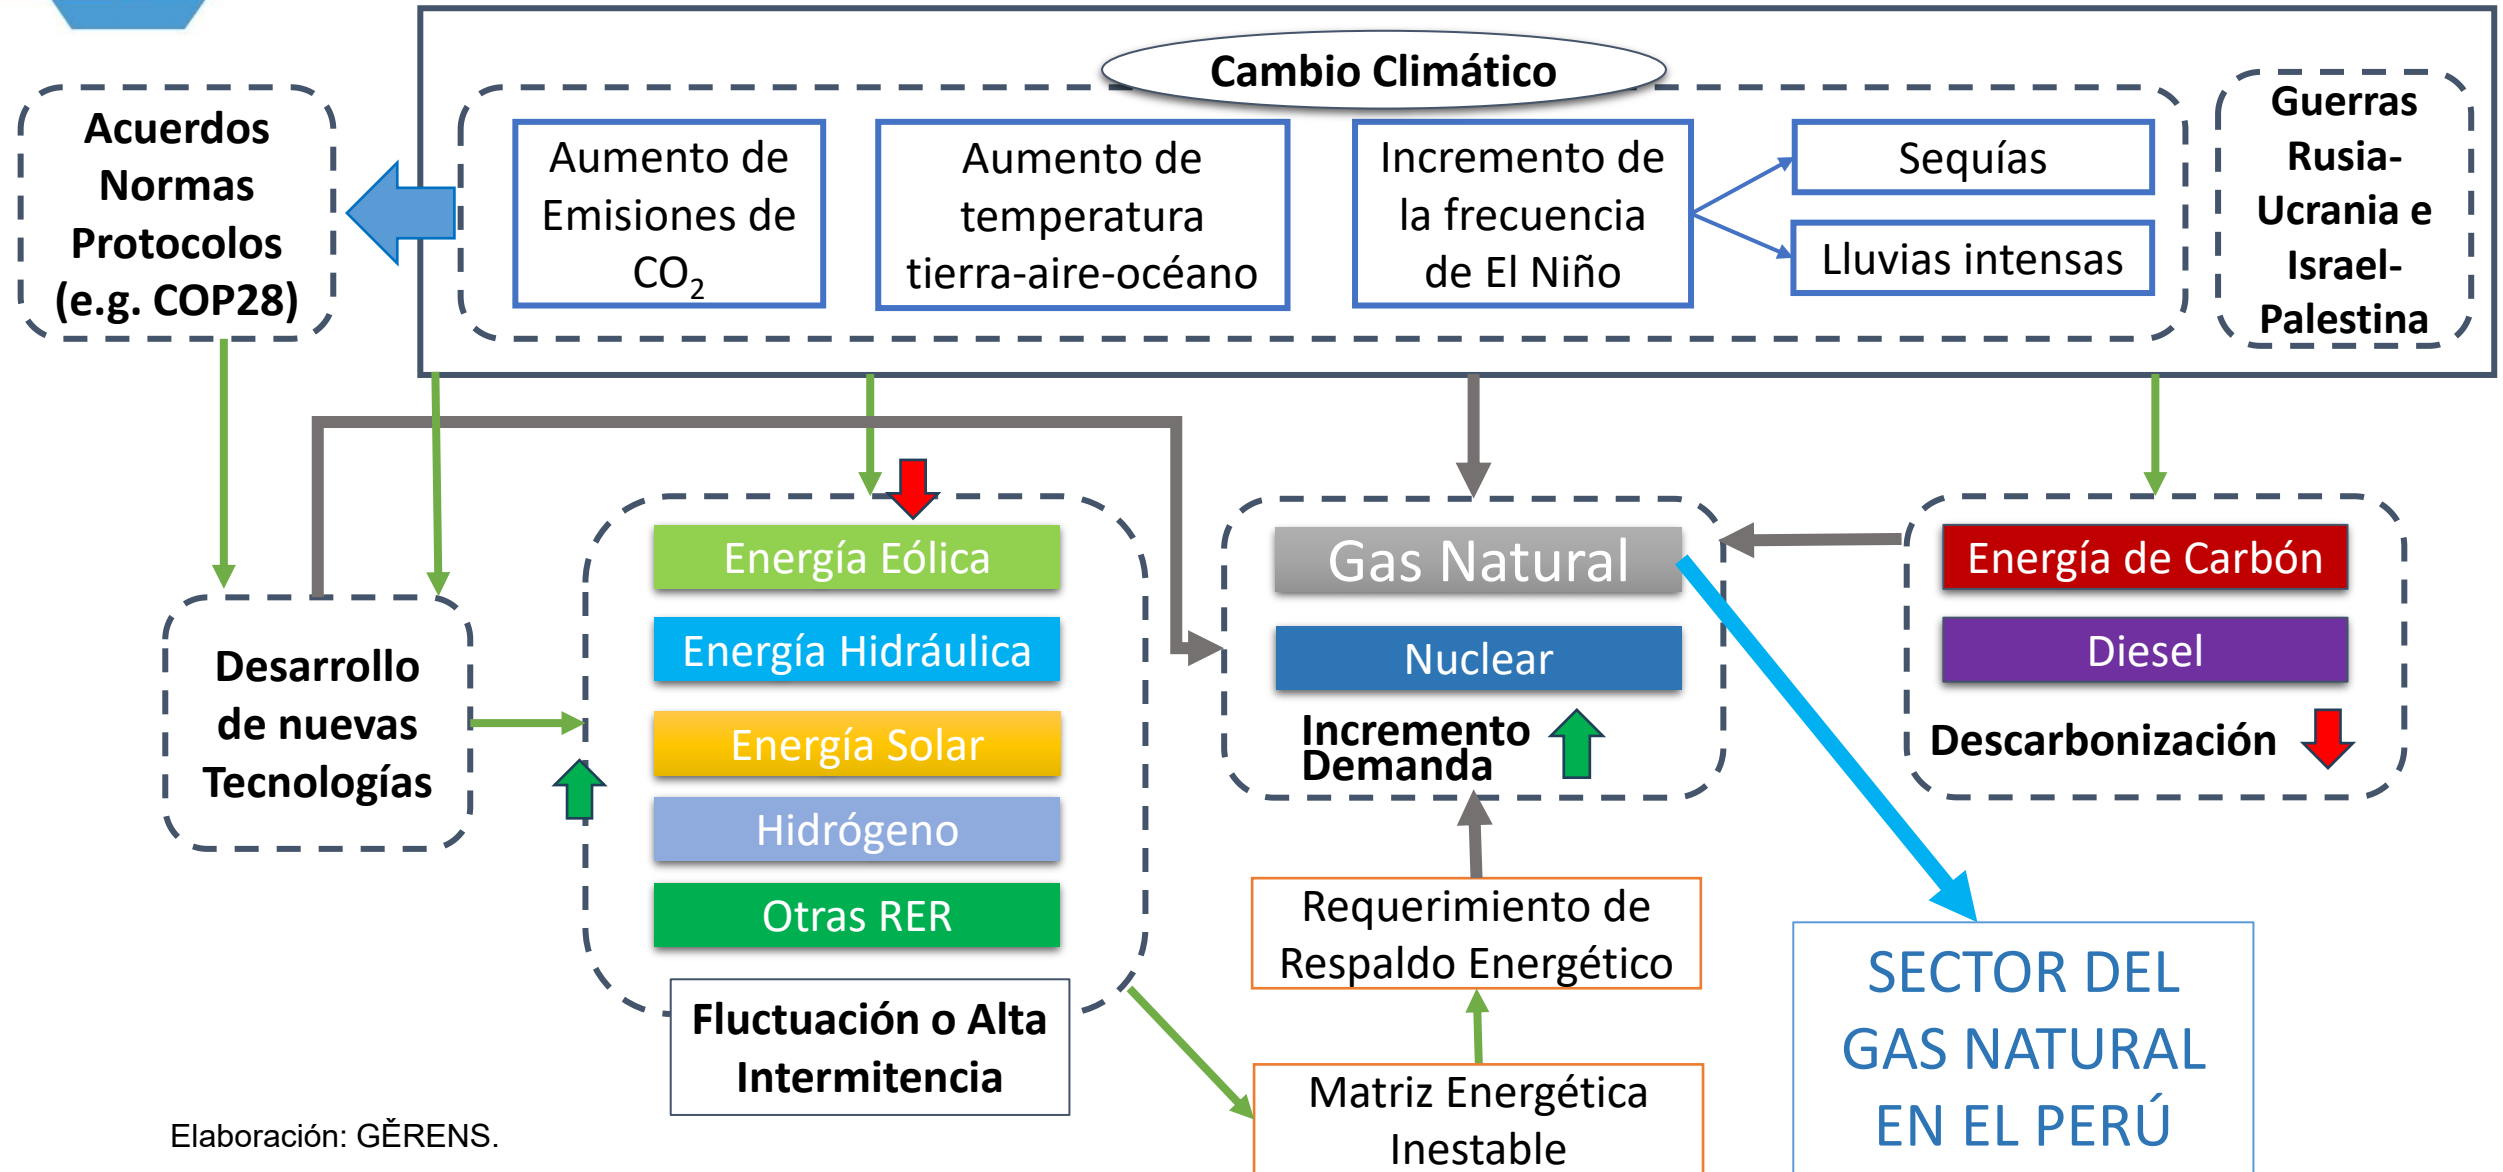 Cambio Climático
Acuerdos
Normas
Protocolos
(e.g. COP28)
Aumento de
Emisiones de
CO₂
Aumento de
temperatura
tierra-aire-océano
Incremento de
la frecuencia
de El Niño
Sequías
Lluvias intensas
Guerras
Rusia-
Ucrania e
Israel-
Palestina
Desarrollo
de nuevas
Tecnologías
Energía Eólica
Energía Hidráulica
Energía Solar
Hidrógeno
Otras RER
Fluctuación o Alta
Intermitencia
Gas Natural
Nuclear
Incremento
Demanda
Energía de Carbón
Diesel
Descarbonización
Requerimiento de
Respaldo Energético
Matriz Energética
Inestable
SECTOR DEL
GAS NATURAL
EN EL PERÚ
Elaboración: GĚRENS.